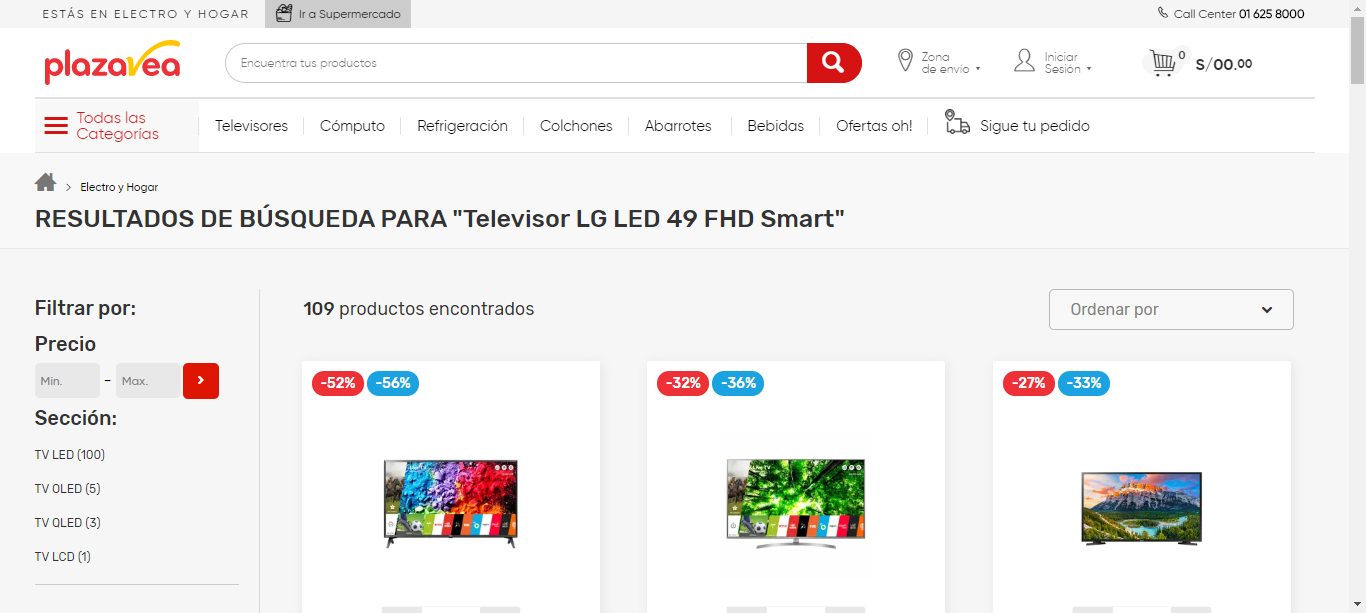 ESTÁS EN ELECTRO Y HOGAR
Ir a Supermercado
Call Center 01 625 8000
plazavea
Encuentra tus productos
Zona
de envío
Iniciar
Sesión
0
S/00.00
Todas las
Categorías
Televisores
Cómputo
Refrigeración
Colchones
Abarrotes
Bebidas
Ofertas oh!
Sigue tu pedido
Electro y Hogar
RESULTADOS DE BÚSQUEDA PARA "Televisor LG LED 49 FHD Smart"
Filtrar por:
Precio
Min. – Max.
Sección:
TV LED (100)
TV OLED (5)
TV QLED (3)
TV LCD (1)
109 productos encontrados
Ordenar por
-52% -56%
-32% -36%
-27% -33%